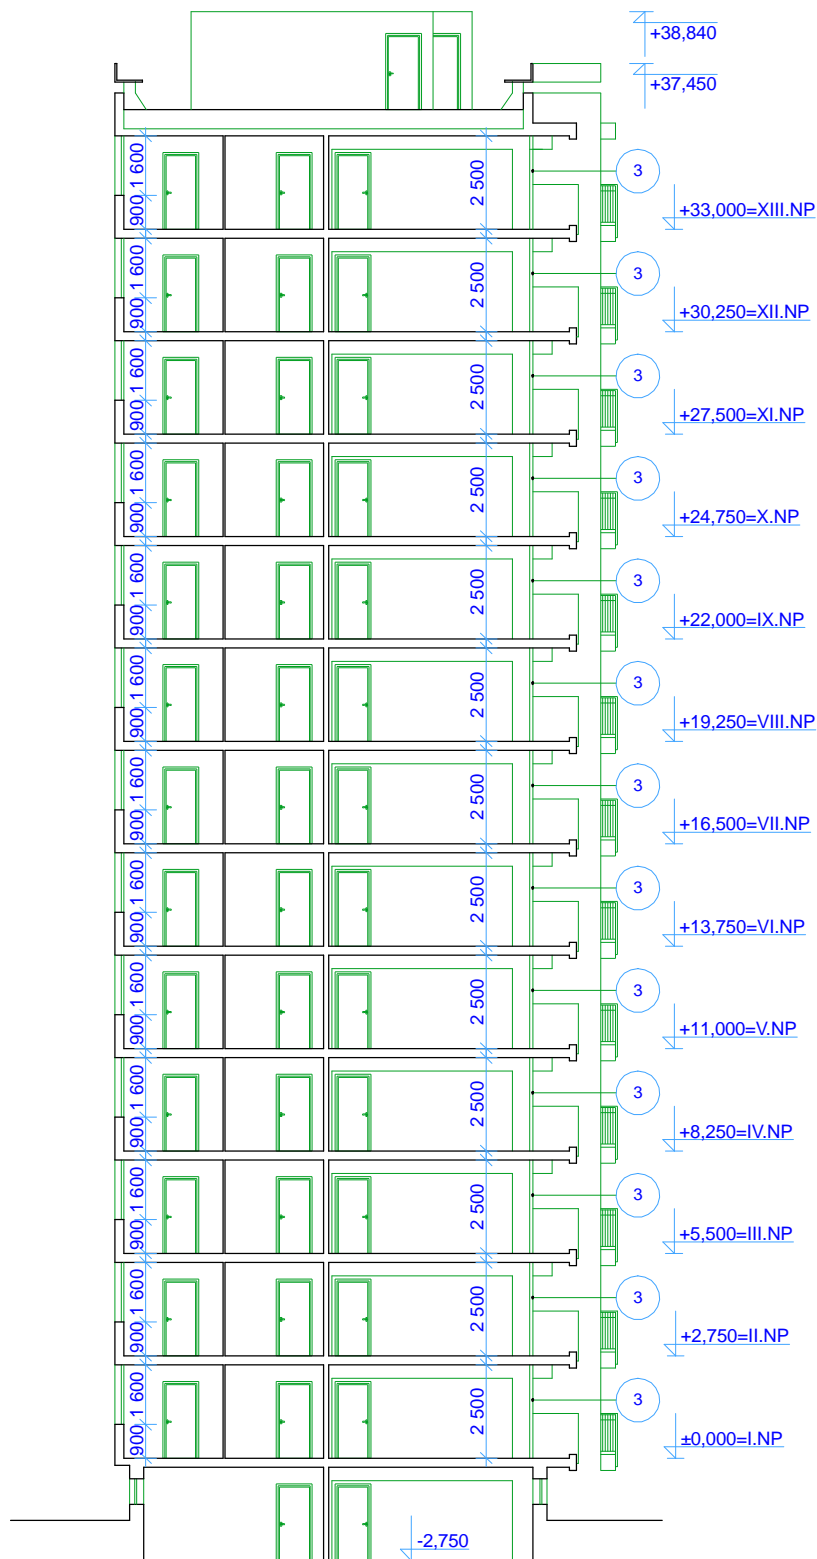 +38,840
+37,450
900 1 600 2 500 3 +33,000=XIII.NP
900 1 600 2 500 3 +30,250=XII.NP
900 1 600 2 500 3 +27,500=XI.NP
900 1 600 2 500 3 +24,750=X.NP
900 1 600 2 500 3 +22,000=IX.NP
900 1 600 2 500 3 +19,250=VIII.NP
900 1 600 2 500 3 +16,500=VII.NP
900 1 600 2 500 3 +13,750=VI.NP
900 1 600 2 500 3 +11,000=V.NP
900 1 600 2 500 3 +8,250=IV.NP
900 1 600 2 500 3 +5,500=III.NP
900 1 600 2 500 3 +2,750=II.NP
900 1 600 2 500 3 ±0,000=I.NP
-2,750